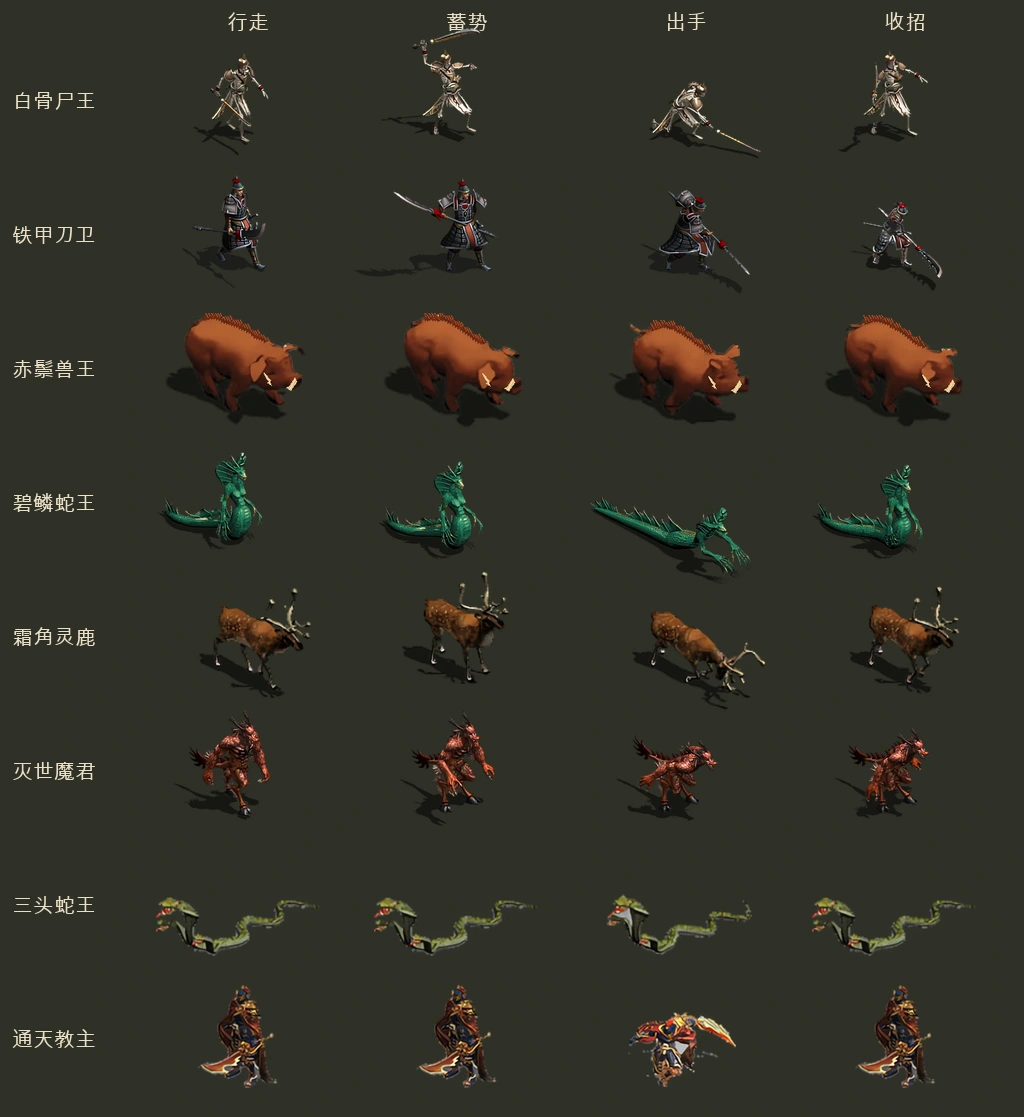 行走 蓄势 出手 收招
白骨尸王
铁甲刀卫
赤鬃兽王
碧鳞蛇王
霜角灵鹿
灭世魔君
三头蛇王
通天教主